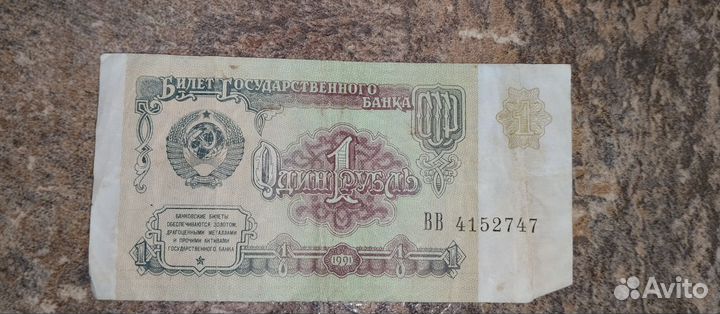 Билет Государственного
Банка
1
Один Рубль
1
БАНКОВСКИЕ БИЛЕТЫ
ОБЕСПЕЧИВАЮТСЯ ЗОЛОТОМ,
ДРАГОЦЕННЫМИ МЕТАЛЛАМИ
И ПРОЧИМИ АКТИВАМИ
ГОСУДАРСТВЕННОГО БАНКА
ВВ 4152747
1 1 1991 1 1
Avito